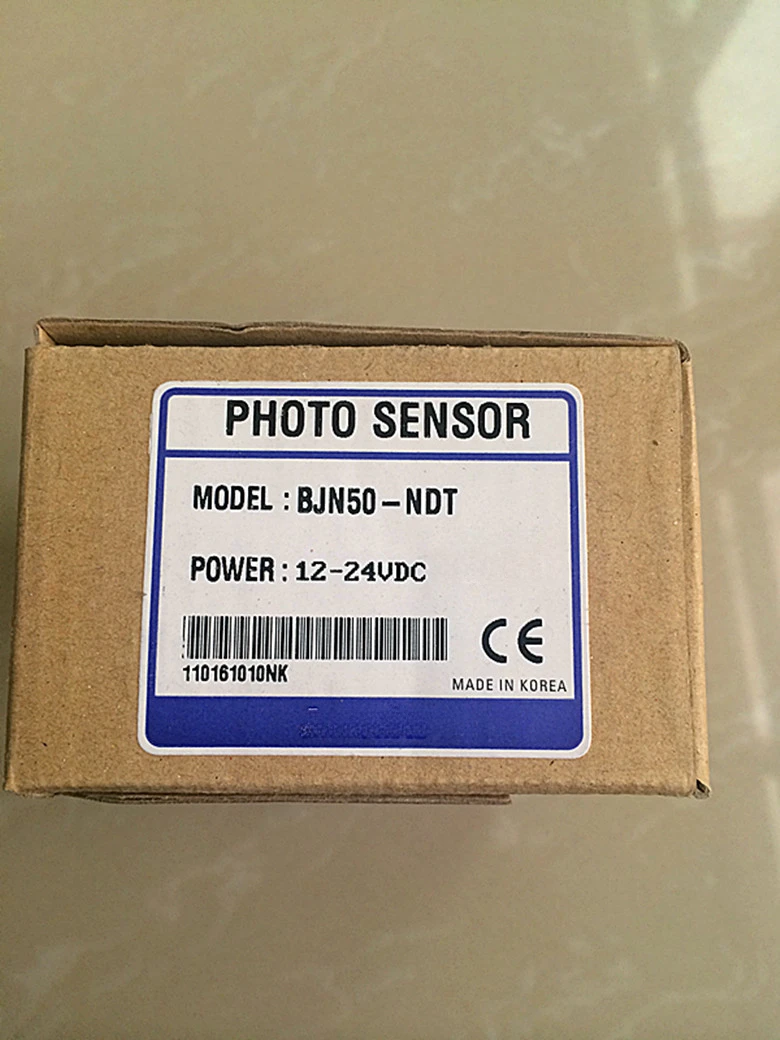 PHOTO SENSOR
MODEL : BJN50-NDT
POWER : 12-24VDC
110161010NK
CE
MADE IN KOREA